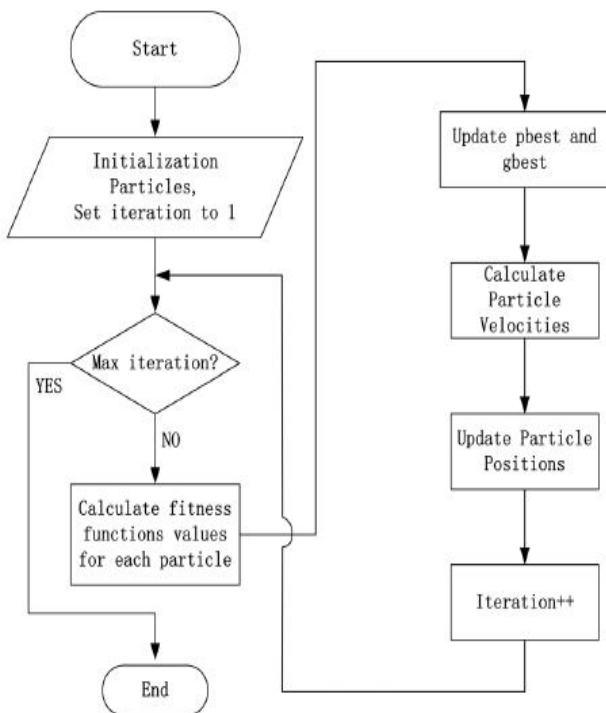 Start
Initialization
Particles,
Set iteration to 1
Max iteration?
YES
NO
Calculate fitness
functions values
for each particle
End
Update pbest and
gbest
Calculate
Particle
Velocities
Update Particle
Positions
Iteration++